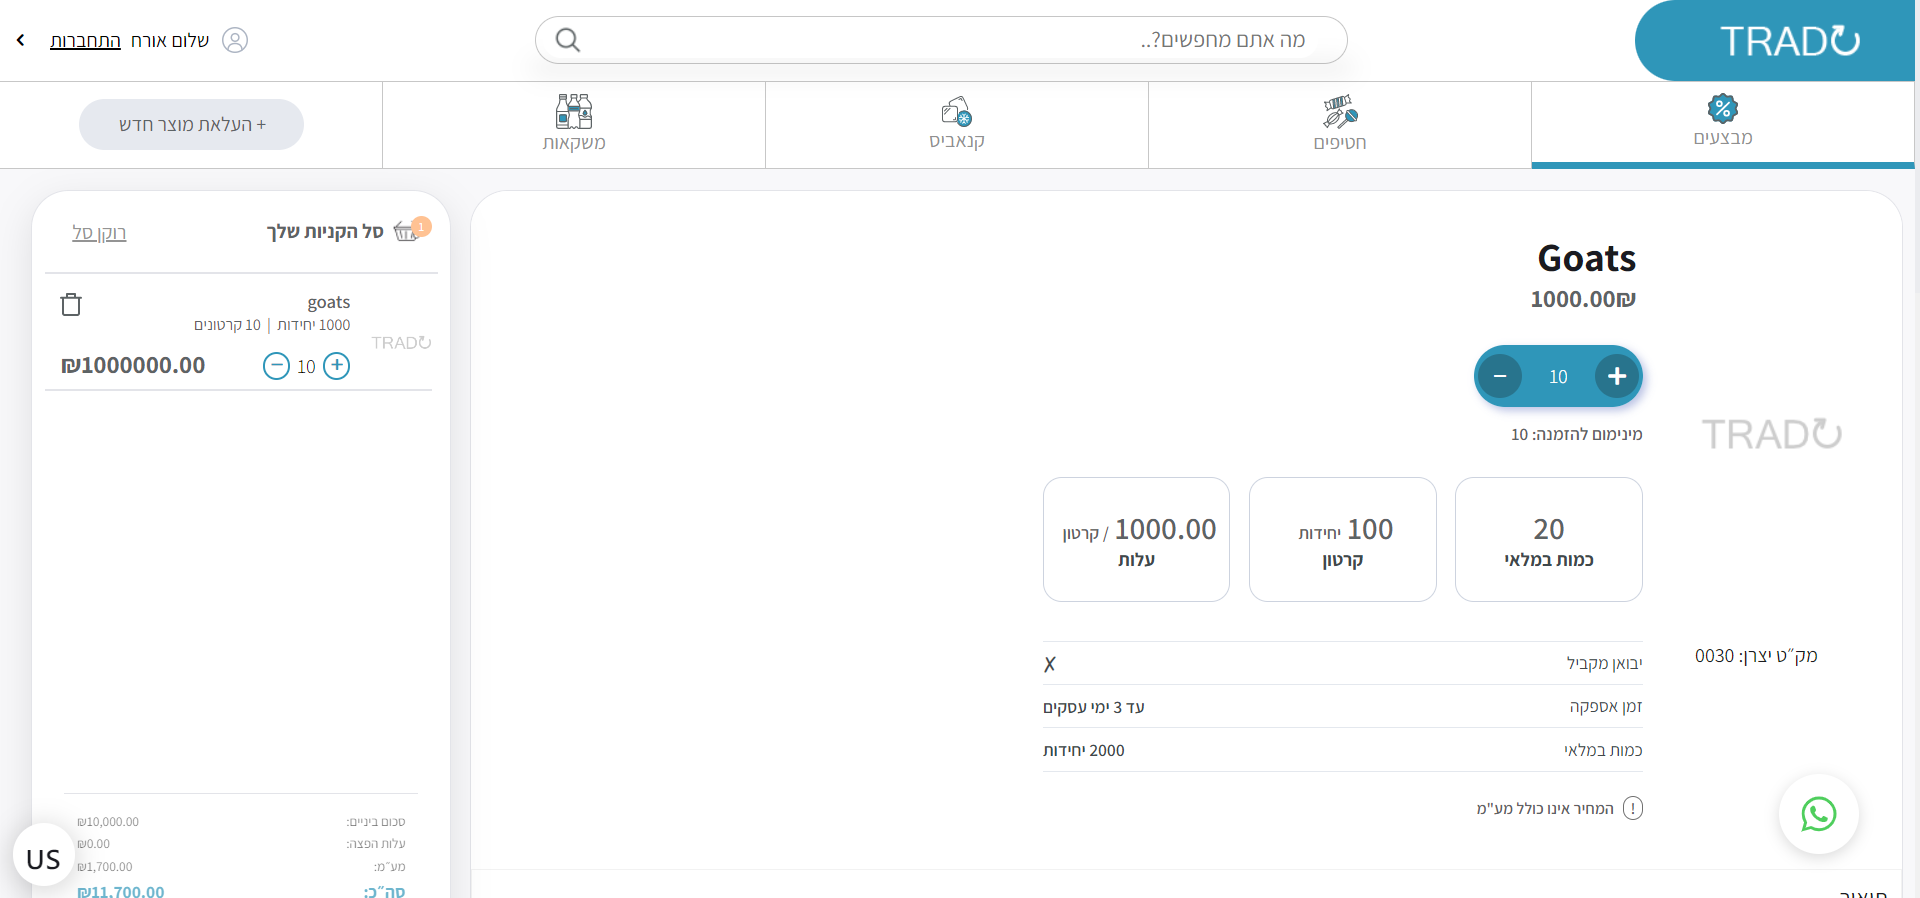 TRADO
מה אתם מחפשים?..
שלום אורח התחברות
מבצעים
חטיפים
קנאביס
משקאות
+ העלאת מוצר חדש
Goats
1000.00₪
+ 10 −
מינימום להזמנה: 10
TRADO
20
כמות במלאי
100 יחידות
קרטון
1000.00 / קרטון
עלות
מק״ט יצרן: 0030
יבואן מקביל X
זמן אספקה עד 3 ימי עסקים
כמות במלאי 2000 יחידות
המחיר אינו כולל מע"מ
1 סל הקניות שלך רוקן סל
goats
1000 יחידות | 10 קרטונים
TRADO
+ 10 − ₪1000000.00
סכום ביניים: ₪10,000.00
עלות הפצה: ₪0.00
מע״מ: ₪1,700.00
סה״כ: ₪11,700.00
US